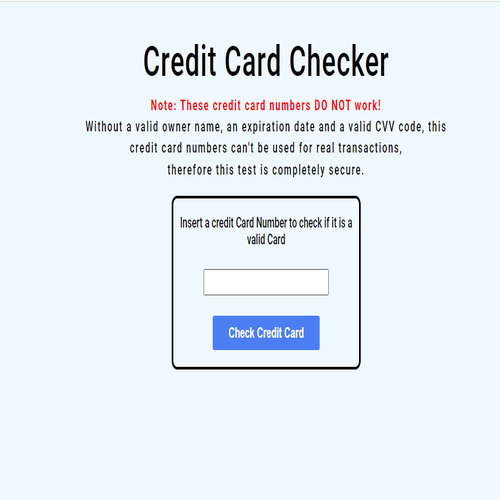 Credit Card Checker
Note: These credit card numbers DO NOT work!
Without a valid owner name, an expiration date and a valid CVV code, this
credit card numbers can't be used for real transactions,
therefore this test is completely secure.
Insert a credit Card Number to check if it is a
valid Card
Check Credit Card